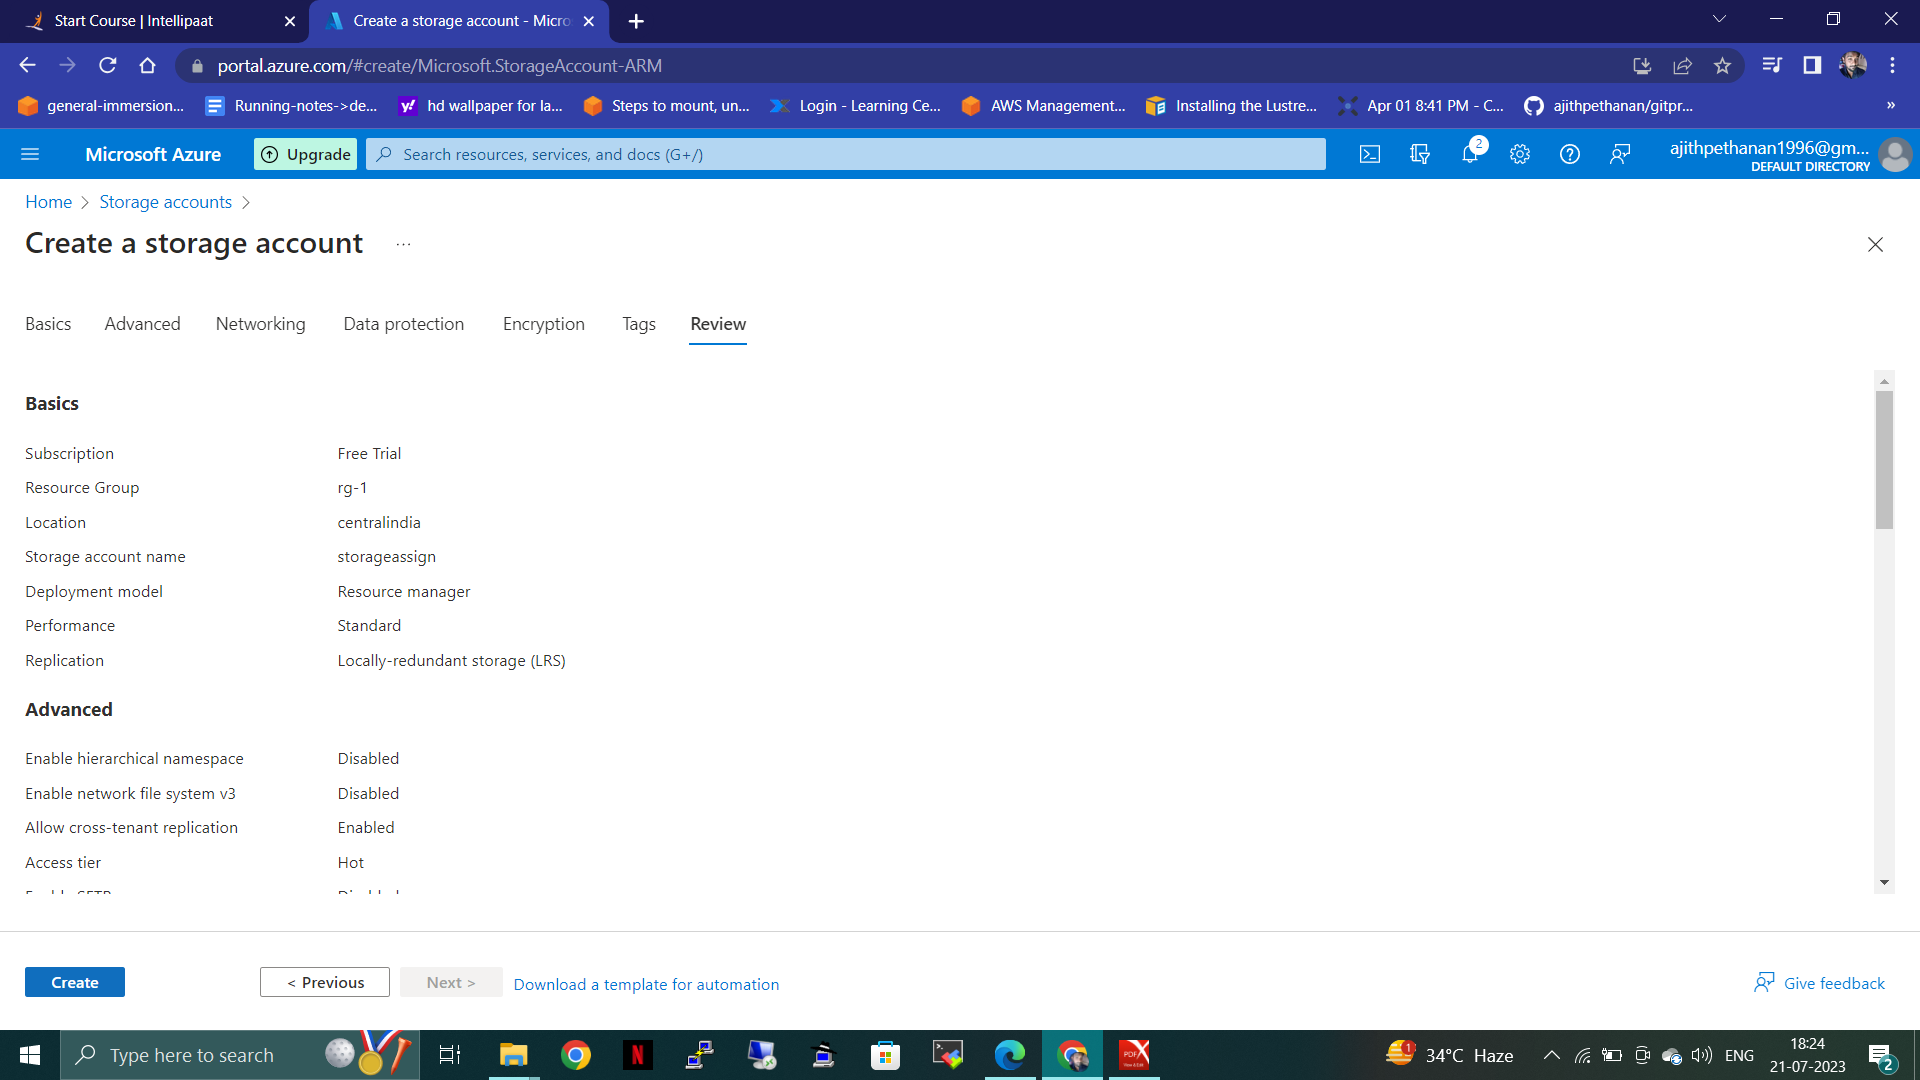 Start Course | Intellipaat
Create a storage account - Micro
portal.azure.com/#create/Microsoft.StorageAccount-ARM
general-immersion...
Running-notes->de...
hd wallpaper for la...
Steps to mount, un...
Login - Learning Ce...
AWS Management...
Installing the Lustre...
Apr 01 8:41 PM - C...
ajithpethanan/gitpr...
»
Microsoft Azure
Upgrade
Search resources, services, and docs (G+/)
2
ajithpethanan1996@gm...
DEFAULT DIRECTORY
Home > Storage accounts >
Create a storage account ...
Basics
Advanced
Networking
Data protection
Encryption
Tags
Review
Basics
Subscription Free Trial
Resource Group rg-1
Location centralindia
Storage account name storageassign
Deployment model Resource manager
Performance Standard
Replication Locally-redundant storage (LRS)
Advanced
Enable hierarchical namespace Disabled
Enable network file system v3 Disabled
Allow cross-tenant replication Enabled
Access tier Hot
Enable SFTP Disabled
Create
< Previous
Next >
Download a template for automation
Give feedback
Type here to search
N
PDF
1
34°C Haze
ENG
18:24
21-07-2023
2